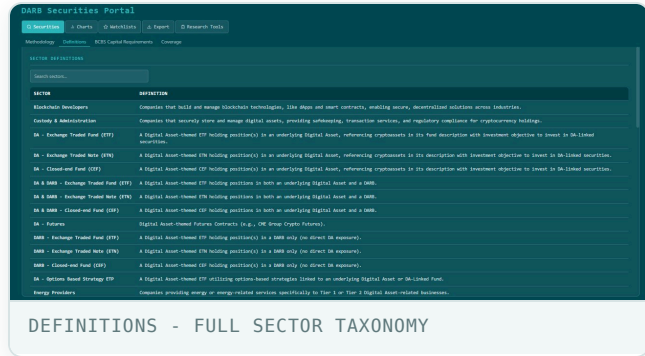 DARB Securities Portal
Securities Charts Watchlists Export Research Tools
Methodology Definitions BCBS Capital Requirements Coverage
SECTOR DEFINITIONS
Search sectors...
SECTOR DEFINITION
Blockchain Developers Companies that build and manage blockchain technologies, like dApps and smart contracts, enabling secure, decentralized solutions across industries.
Custody & Administration Companies that securely store and manage digital assets, providing safekeeping, transaction services, and regulatory compliance for cryptocurrency holdings.
DA - Exchange Traded Fund (ETF) A Digital Asset-themed ETF holding position(s) in an underlying Digital Asset, referencing cryptoassets in its fund description with investment objective to invest in DA-linked
securities.
DA - Exchange Traded Note (ETN) A Digital Asset-themed ETN holding position(s) in an underlying Digital Asset, referencing cryptoassets in its description with investment objective to invest in DA-linked securities.
DA - Closed-end Fund (CEF) A Digital Asset-themed CEF holding position(s) in an underlying Digital Asset, referencing cryptoassets in its description with investment objective to invest in DA-linked securities.
DA & DARB - Exchange Traded Fund (ETF) A Digital Asset-themed ETF holding positions in both an underlying Digital Asset and a DARB.
DA & DARB - Exchange Traded Note (ETN) A Digital Asset-themed ETN holding positions in both an underlying Digital Asset and a DARB.
DA & DARB - Closed-end Fund (CEF) A Digital Asset-themed CEF holding positions in both an underlying Digital Asset and a DARB.
DA - Futures Digital Asset-themed Futures Contracts (e.g., CME Group Crypto Futures).
DARB - Exchange Traded Fund (ETF) A Digital Asset-themed ETF holding position(s) in a DARB only (no direct DA exposure).
DARB - Exchange Traded Note (ETN) A Digital Asset-themed ETN holding position(s) in a DARB only (no direct DA exposure).
DARB - Closed-end Fund (CEF) A Digital Asset-themed CEF holding position(s) in a DARB only (no direct DA exposure).
DA - Options Based Strategy ETP A Digital Asset-themed ETF utilizing options-based strategies linked to an underlying Digital Asset or DA-Linked Fund.
Energy Providers Companies providing energy or energy-related services specifically to Tier 1 or Tier 2 Digital Asset-related businesses.
DEFINITIONS - FULL SECTOR TAXONOMY